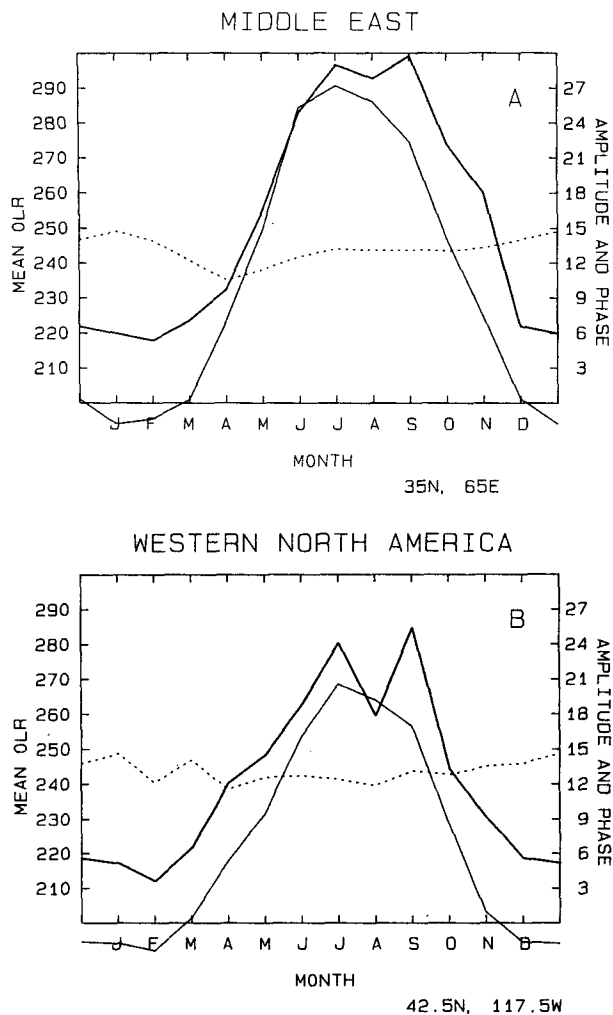 MIDDLE EAST
A
290
280
270
260
250
240
230
220
210
MEAN OLR
27
24
21
18
15
12
9
6
3
AMPLITUDE AND PHASE
J F M A M J J A S O N D
MONTH
35N, 65E
WESTERN NORTH AMERICA
B
290
280
270
260
250
240
230
220
210
MEAN OLR
27
24
21
18
15
12
9
6
3
AMPLITUDE AND PHASE
J F M A M J J A S O N D
MONTH
42.5N, 117.5W